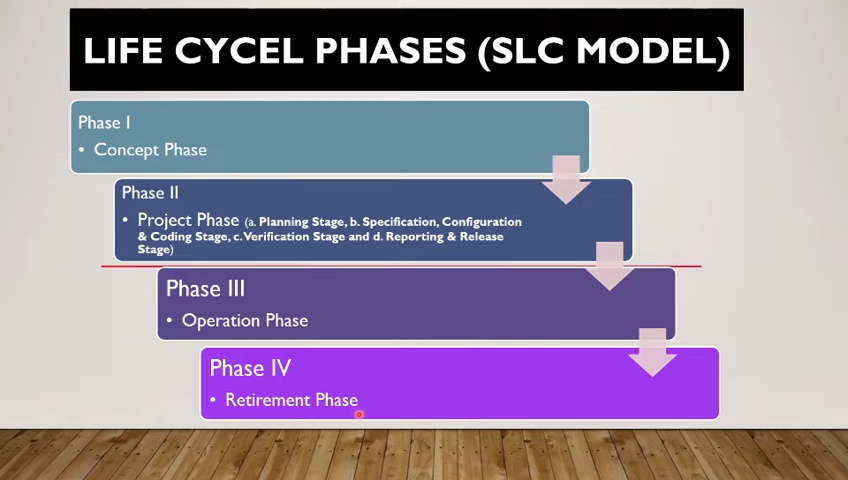 LIFE CYCEL PHASES (SLC MODEL)
Phase I
• Concept Phase
Phase II
• Project Phase (a. Planning Stage, b. Specification, Configuration
& Coding Stage, c. Verification Stage and d. Reporting & Release
Stage)
Phase III
• Operation Phase
Phase IV
• Retirement Phase